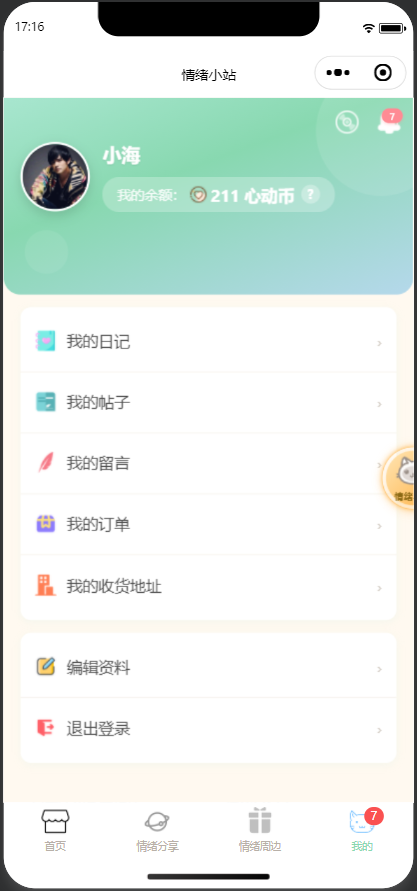 17:16
情绪小站
7
小海
我的余额: 211 心动币 ?
我的日记
我的帖子
我的留言
情绪
我的订单
我的收货地址
编辑资料
退出登录
7
首页 情绪分享 情绪周边 我的